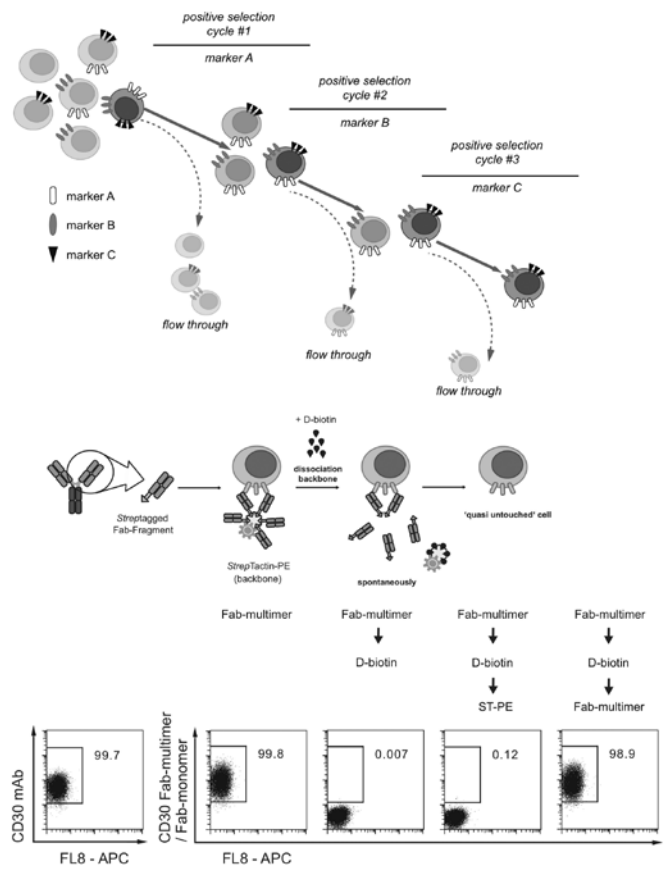 positive selection
cycle #1
marker A
positive selection
cycle #2
marker B
positive selection
cycle #3
marker C
marker A
marker B
marker C
flow through
flow through
flow through
+ D-biotin
dissociation
backbone
Streptagged
Fab-Fragment
StrepTactin-PE
(backbone)
spontaneously
'quasi untouched' cell
Fab-multimer
Fab-multimer
Fab-multimer
Fab-multimer
D-biotin
D-biotin
D-biotin
ST-PE
Fab-multimer
CD30 mAb
99.7
FL8 - APC
CD30 Fab-multimer
/ Fab-monomer
99.8
0.007
0.12
98.9
FL8 - APC